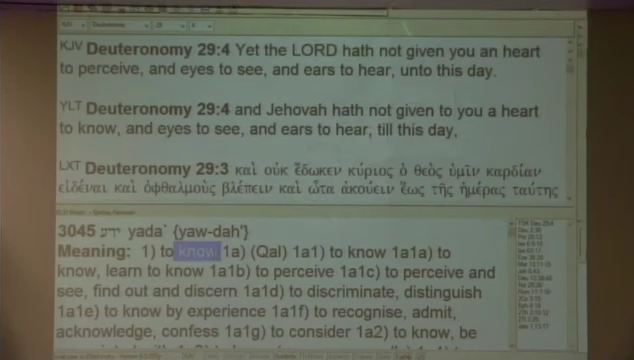 KJV Deuteronomy 29:4 Yet the LORD hath not given you an heart
to perceive, and eyes to see, and ears to hear, unto this day.
YLT Deuteronomy 29:4 and Jehovah hath not given to you a heart
to know, and eyes to see, and ears to hear, till this day,
LXT Deuteronomy 29:3 καὶ οὐκ ἔδωκεν κύριος ὁ θεὸς ὑμῖν καρδίαν
εἰδέναι καὶ ὀφθαλμοὺς βλέπειν καὶ ὦτα ἀκούειν ἕως τῆς ἡμέρας ταύτης
3045 ידע yada` {yaw-dah'}
Meaning: 1) to know 1a) (Qal) 1a1) to know 1a1a) to
know, learn to know 1a1b) to perceive 1a1c) to perceive and
see, find out and discern 1a1d) to discriminate, distinguish
1a1e) to know by experience 1a1f) to recognise, admit,
acknowledge, confess 1a1g) to consider 1a2) to know, be